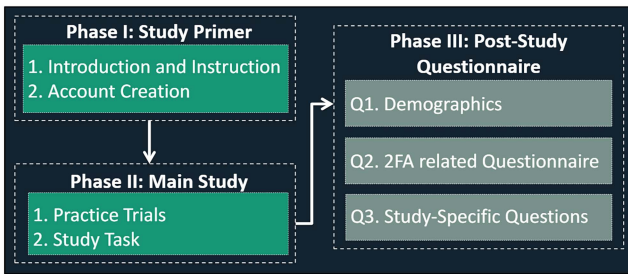 Phase I: Study Primer
1. Introduction and Instruction
2. Account Creation
Phase II: Main Study
1. Practice Trials
2. Study Task
Phase III: Post-Study
Questionnaire
Q1. Demographics
Q2. 2FA related Questionnaire
Q3. Study-Specific Questions